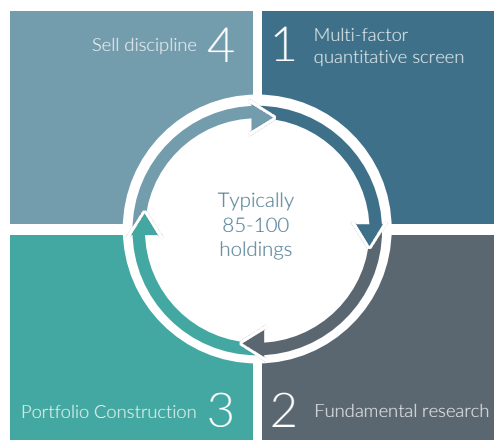 Sell discipline 4
1 Multi-factor
quantitative screen
Typically
85-100
holdings
Portfolio Construction 3
2 Fundamental research